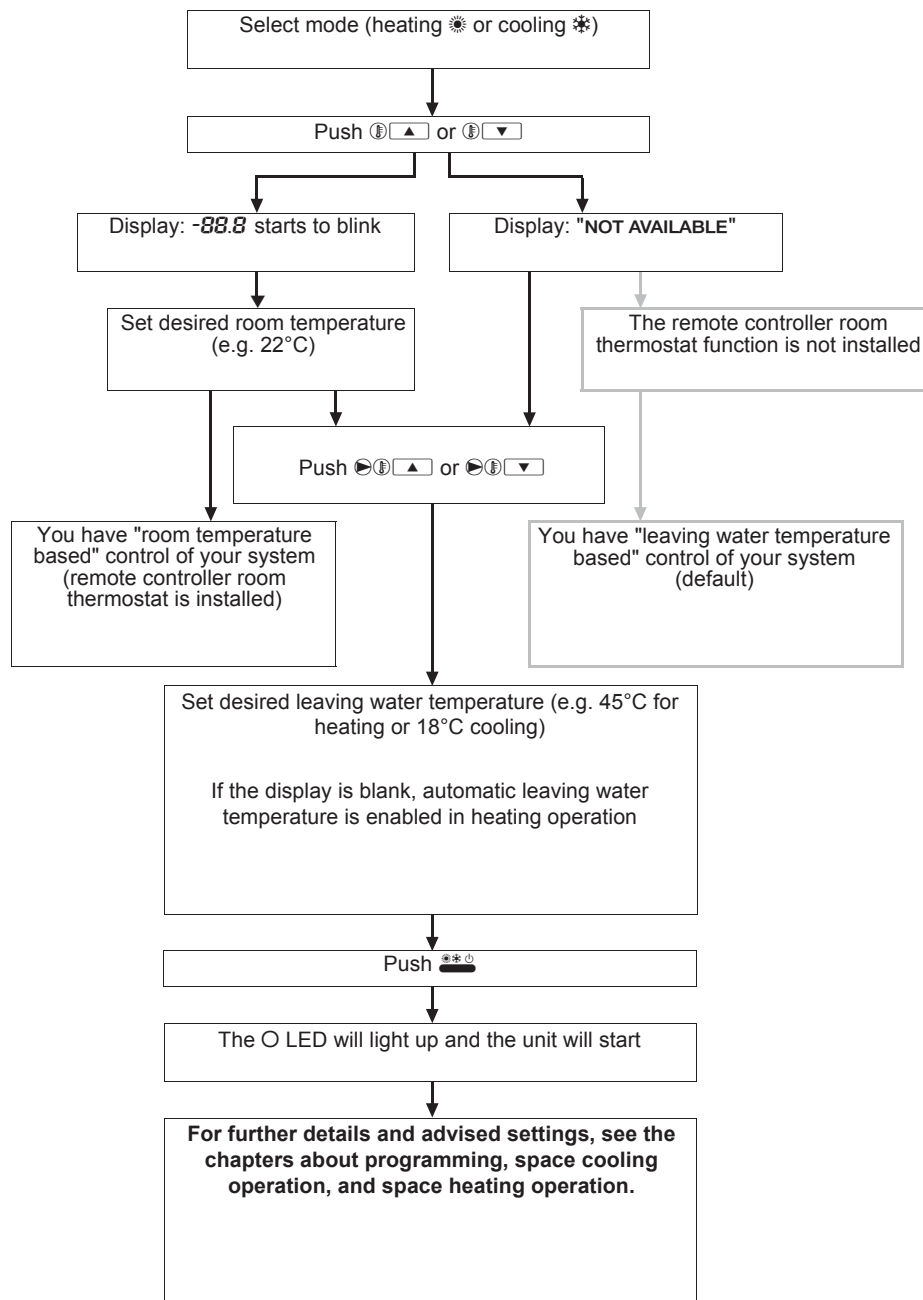 Select mode (heating ☀ or cooling ❄)
Push ▲ or ▼
Display: -88.8 starts to blink
Display: "NOT AVAILABLE"
Set desired room temperature
(e.g. 22°C)
The remote controller room
thermostat function is not installed
Push ▲ or ▼
You have "room temperature
based" control of your system
(remote controller room
thermostat is installed)
You have "leaving water temperature
based" control of your system
(default)
Set desired leaving water temperature (e.g. 45°C for
heating or 18°C cooling)
If the display is blank, automatic leaving water
temperature is enabled in heating operation
Push
The O LED will light up and the unit will start
For further details and advised settings, see the
chapters about programming, space cooling
operation, and space heating operation.